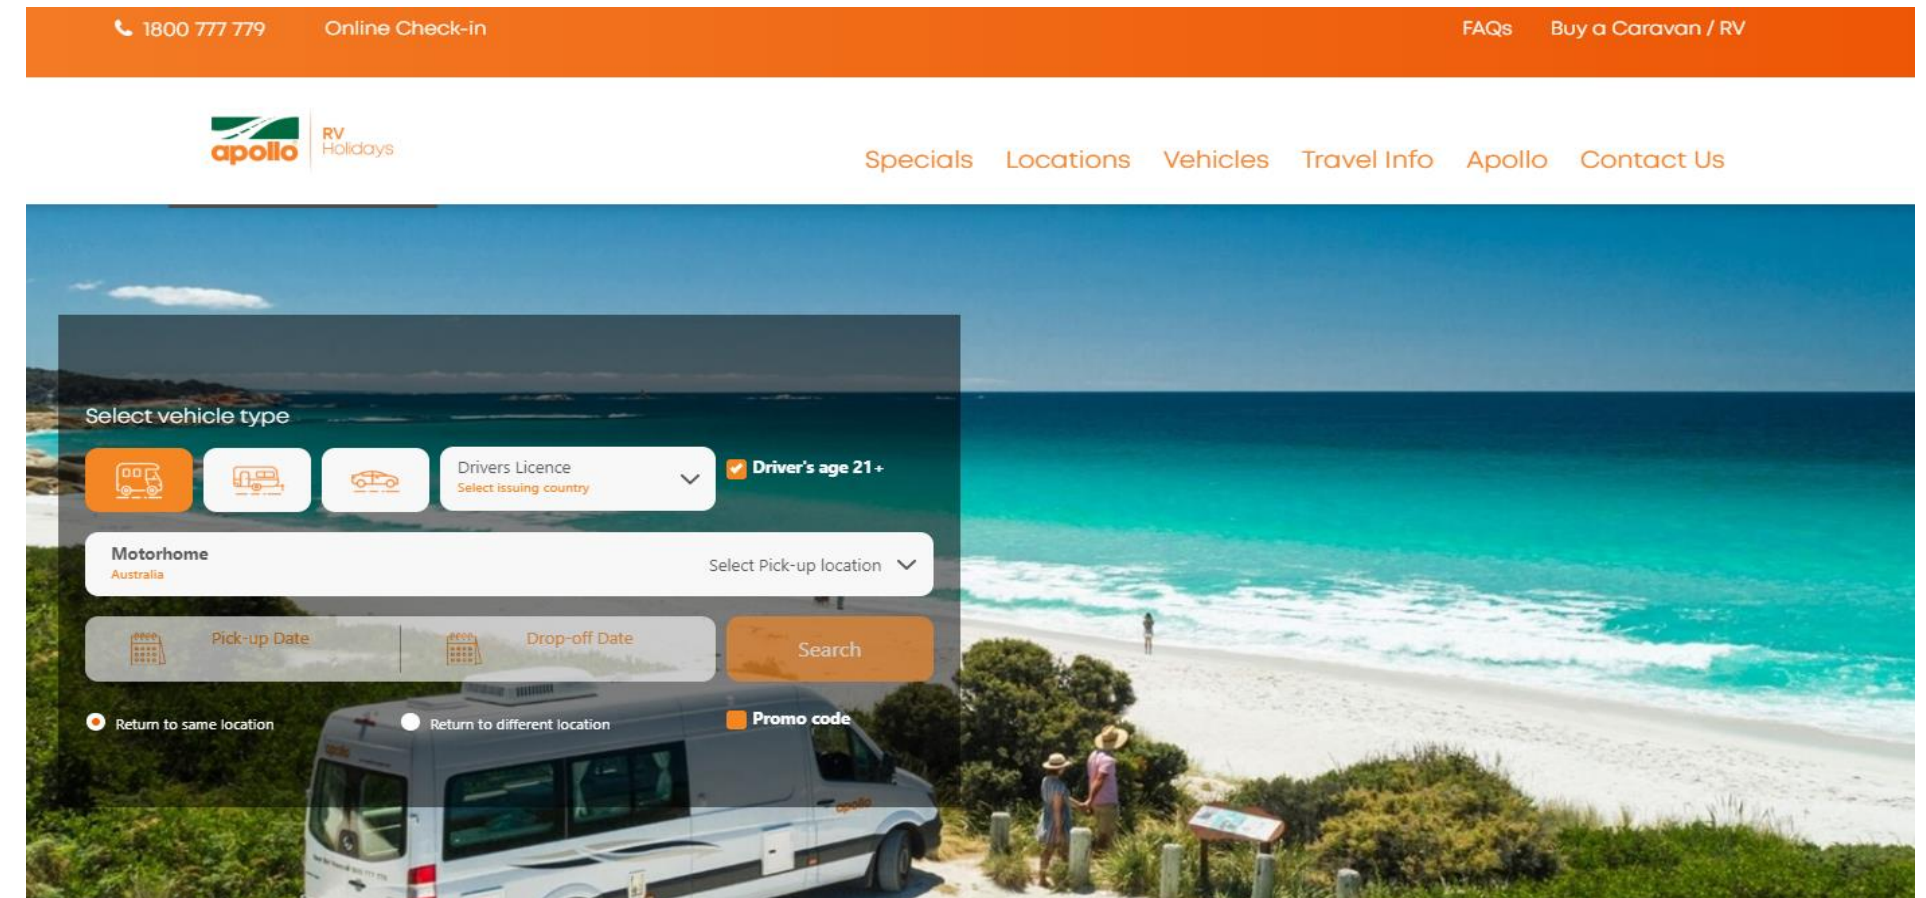 1800 777 779
Online Check-in
FAQs
Buy a Caravan / RV
apollo
RV
Holidays
Specials
Locations
Vehicles
Travel Info
Apollo
Contact Us
Select vehicle type
Drivers Licence
Select issuing country
Driver's age 21+
Motorhome
Australia
Select Pick-up location
Pick-up Date
Drop-off Date
Search
Return to same location
Return to different location
Promo code
apollo
apollo